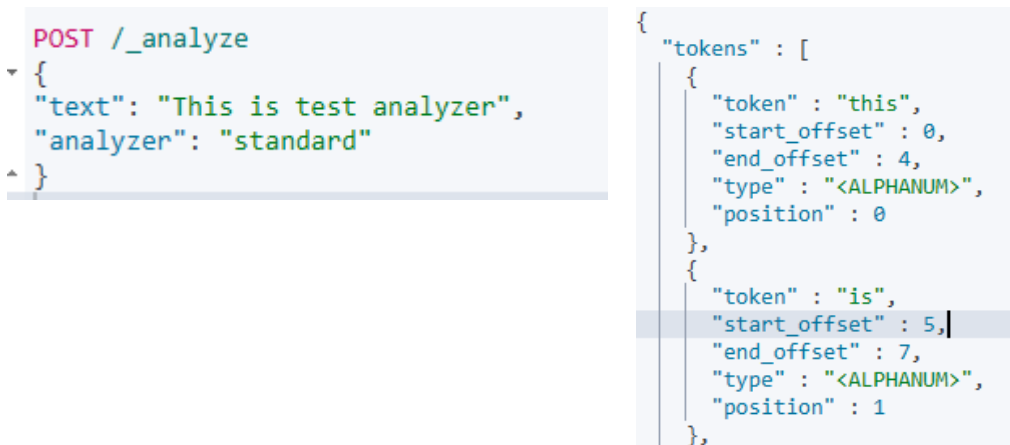 POST /_analyze
{
"text": "This is test analyzer",
"analyzer": "standard"
}
{
"tokens" : [
{
"token" : "this",
"start_offset" : 0,
"end_offset" : 4,
"type" : "<ALPHANUM>",
"position" : 0
},
{
"token" : "is",
"start_offset" : 5,
"end_offset" : 7,
"type" : "<ALPHANUM>",
"position" : 1
},